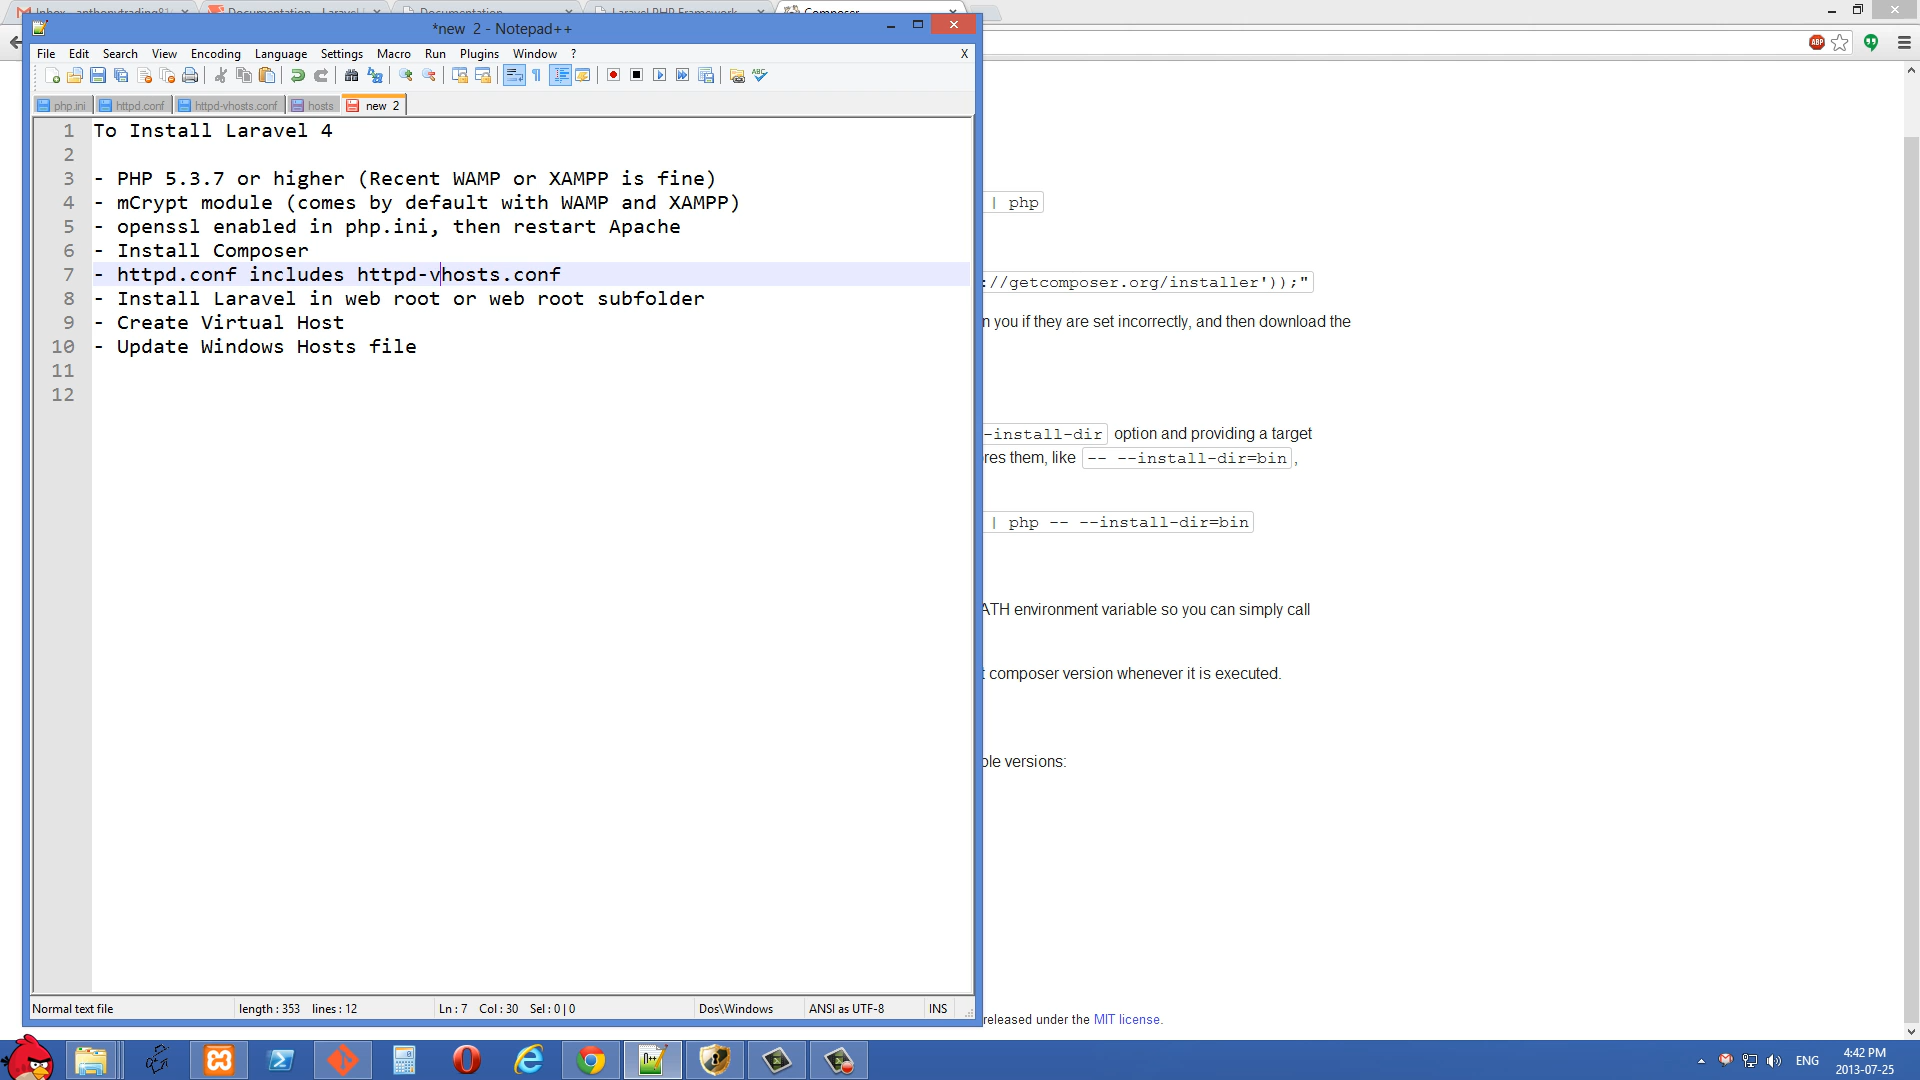 *new 2 - Notepad++
File Edit Search View Encoding Language Settings Macro Run Plugins Window ? X
php.ini httpd.conf httpd-vhosts.conf hosts new 2
1 To Install Laravel 4
2
3 - PHP 5.3.7 or higher (Recent WAMP or XAMPP is fine)
4 - mCrypt module (comes by default with WAMP and XAMPP)
5 - openssl enabled in php.ini, then restart Apache
6 - Install Composer
7 - httpd.conf includes httpd-vhosts.conf
8 - Install Laravel in web root or web root subfolder
9 - Create Virtual Host
10 - Update Windows Hosts file
11
12
| php
://getcomposer.org/installer'));"
n you if they are set incorrectly, and then download the
-install-dir option and providing a target
res them, like -- --install-dir=bin ,
| php -- --install-dir=bin
ATH environment variable so you can simply call
t composer version whenever it is executed.
ble versions:
released under the MIT license.
Normal text file length : 353 lines : 12 Ln : 7 Col : 30 Sel : 0 | 0 Dos\Windows ANSI as UTF-8 INS
ENG 4:42 PM
2013-07-25